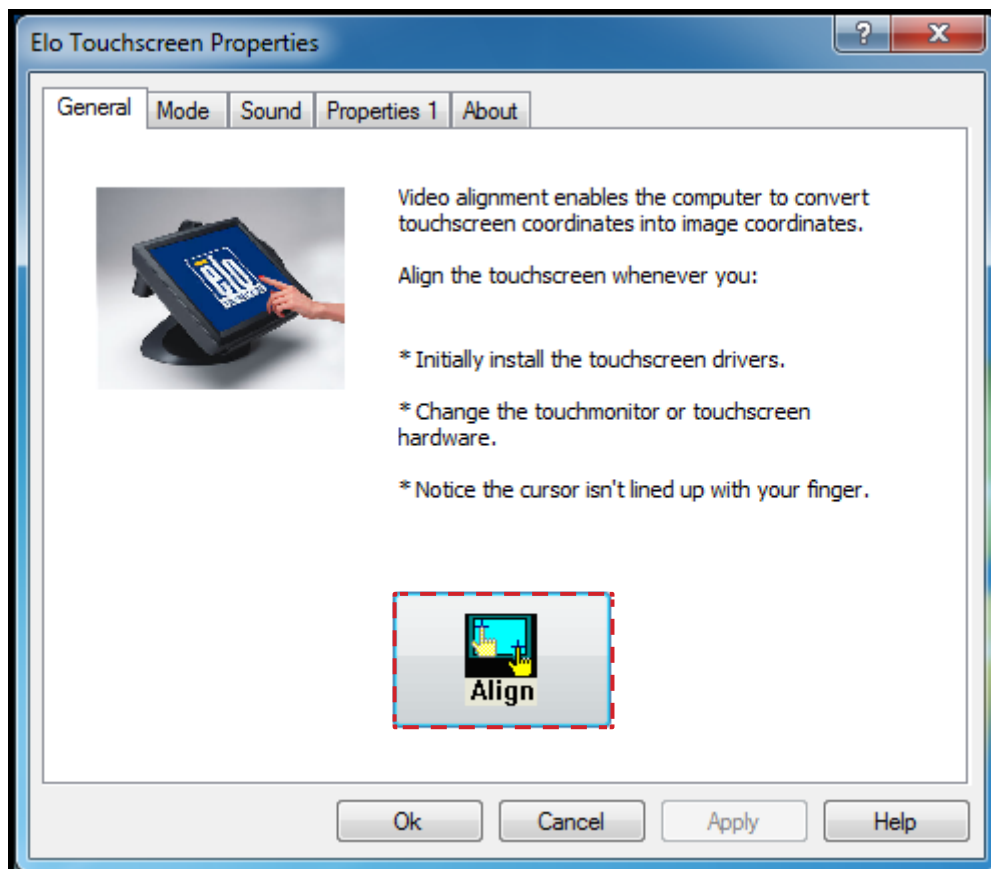 Elo Touchscreen Properties
General Mode Sound Properties 1 About
Video alignment enables the computer to convert
touchscreen coordinates into image coordinates.
Align the touchscreen whenever you:
* Initially install the touchscreen drivers.
* Change the touchmonitor or touchscreen
hardware.
* Notice the cursor isn't lined up with your finger.
elo
Align
Ok Cancel Apply Help